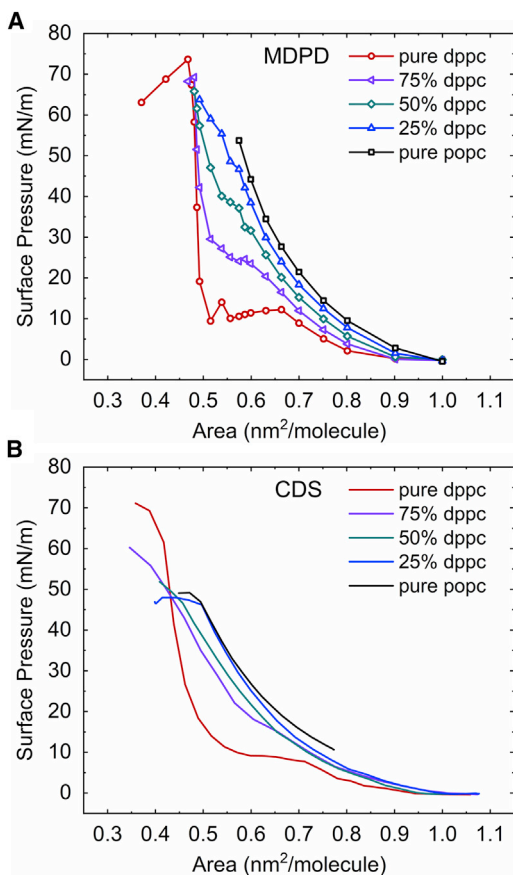 A
MDPD
pure dppc
75% dppc
50% dppc
25% dppc
pure popc
80
70
60
50
40
30
20
10
0
Surface Pressure (mN/m)
0.3 0.4 0.5 0.6 0.7 0.8 0.9 1.0 1.1
Area (nm²/molecule)
B
CDS
pure dppc
75% dppc
50% dppc
25% dppc
pure popc
80
70
60
50
40
30
20
10
0
Surface Pressure (mN/m)
0.3 0.4 0.5 0.6 0.7 0.8 0.9 1.0 1.1
Area (nm²/molecule)